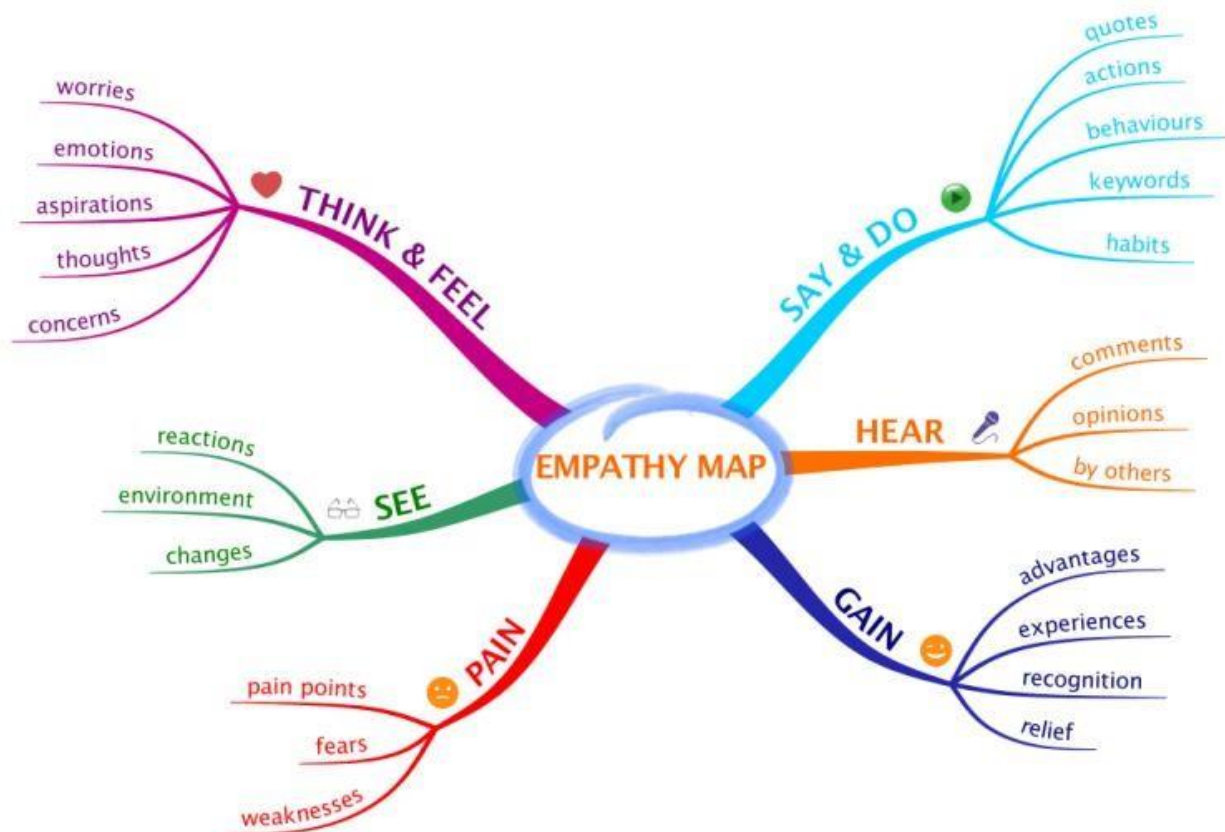 EMPATHY MAP
THINK & FEEL
worries
emotions
aspirations
thoughts
concerns
SEE
reactions
environment
changes
PAIN
pain points
fears
weaknesses
SAY & DO
quotes
actions
behaviours
keywords
habits
HEAR
comments
opinions
by others
GAIN
advantages
experiences
recognition
relief